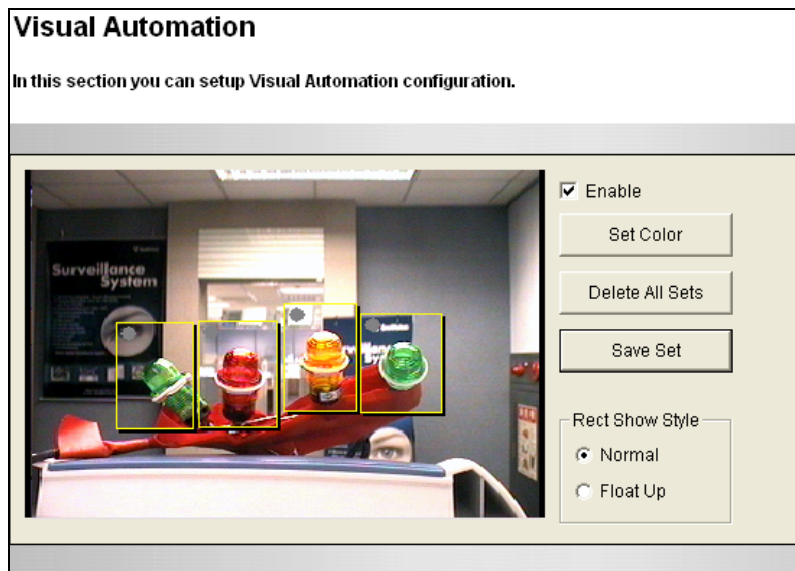 Visual Automation
In this section you can setup Visual Automation configuration.
Enable
Set Color
Delete All Sets
Save Set
Rect Show Style
Normal
Float Up
Surveillance
System